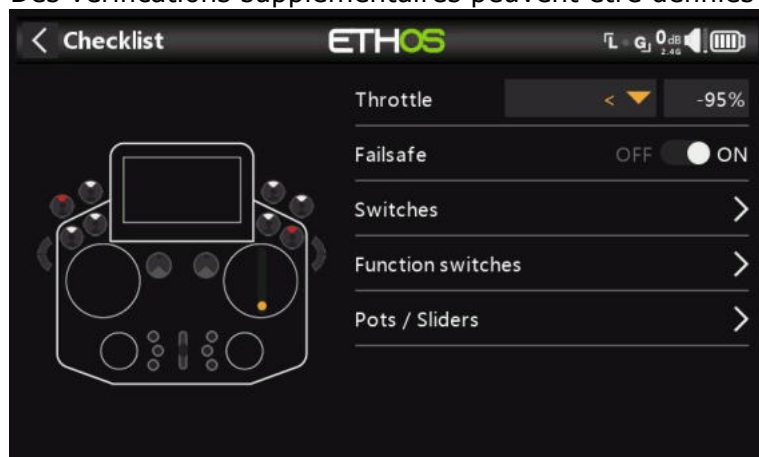 Des vérifications supplémentaires peuvent être définies
Checklist ETHOS L G 0dB 2.4G
Throttle < -95%
Failsafe OFF ON
Switches
Function switches
Pots / Sliders